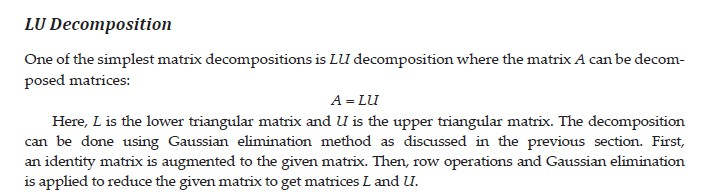 LU Decomposition
One of the simplest matrix decompositions is LU decomposition where the matrix A can be decom-
posed matrices:
A = LU
Here, L is the lower triangular matrix and U is the upper triangular matrix. The decomposition
can be done using Gaussian elimination method as discussed in the previous section. First,
an identity matrix is augmented to the given matrix. Then, row operations and Gaussian elimination
is applied to reduce the given matrix to get matrices L and U.